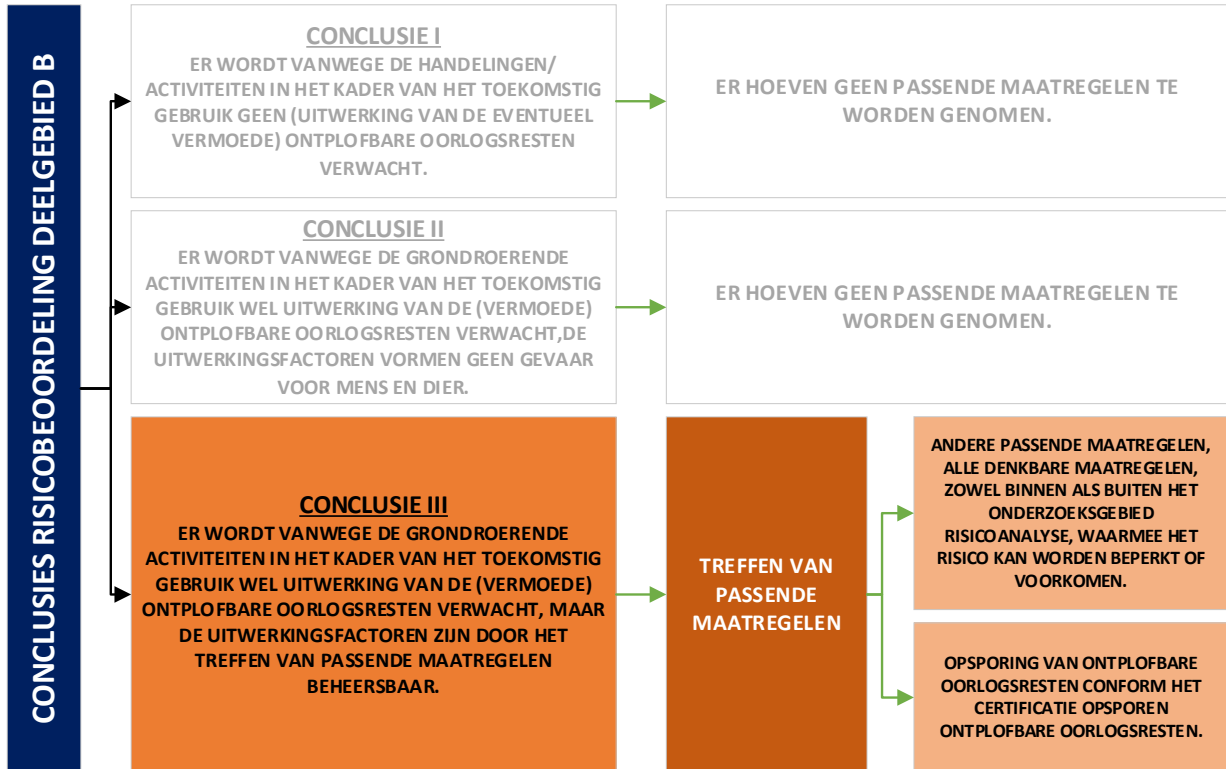 CONCLUSIES RISICOBEOORDELING DEELGEBIED B
CONCLUSIE I
ER WORDT VANWEGE DE HANDELINGEN/
ACTIVITEITEN IN HET KADER VAN HET TOEKOMSTIG
GEBRUIK GEEN (UITWERKING VAN DE EVENTUEEL
VERMOEDE) ONTPLOFBARE OORLOGSRESTEN
VERWACHT.
ER HOEVEN GEEN PASSENDE MAATREGELEN TE
WORDEN GENOMEN.
CONCLUSIE II
ER WORDT VANWEGE DE GRONDROERENDE
ACTIVITEITEN IN HET KADER VAN HET TOEKOMSTIG
GEBRUIK WEL UITWERKING VAN DE (VERMOEDE)
ONTPLOFBARE OORLOGSRESTEN VERWACHT,DE
UITWERKINGSFACTOREN VORMEN GEEN GEVAAR
VOOR MENS EN DIER.
ER HOEVEN GEEN PASSENDE MAATREGELEN TE
WORDEN GENOMEN.
CONCLUSIE III
ER WORDT VANWEGE DE GRONDROERENDE
ACTIVITEITEN IN HET KADER VAN HET TOEKOMSTIG
GEBRUIK WEL UITWERKING VAN DE (VERMOEDE)
ONTPLOFBARE OORLOGSRESTEN VERWACHT, MAAR
DE UITWERKINGSFACTOREN ZIJN DOOR HET
TREFFEN VAN PASSENDE MAATREGELEN
BEHEERSBAAR.
TREFFEN VAN
PASSENDE
MAATREGELEN
ANDERE PASSENDE MAATREGELEN,
ALLE DENKBARE MAATREGELEN,
ZOWEL BINNEN ALS BUITEN HET
ONDERZOEKSGEBIED
RISICOANALYSE, WAARMEE HET
RISICO KAN WORDEN BEPERKT OF
VOORKOMEN.
OPSPORING VAN ONTPLOFBARE
OORLOGSRESTEN CONFORM HET
CERTIFICATIE OPSPOREN
ONTPLOFBARE OORLOGSRESTEN.